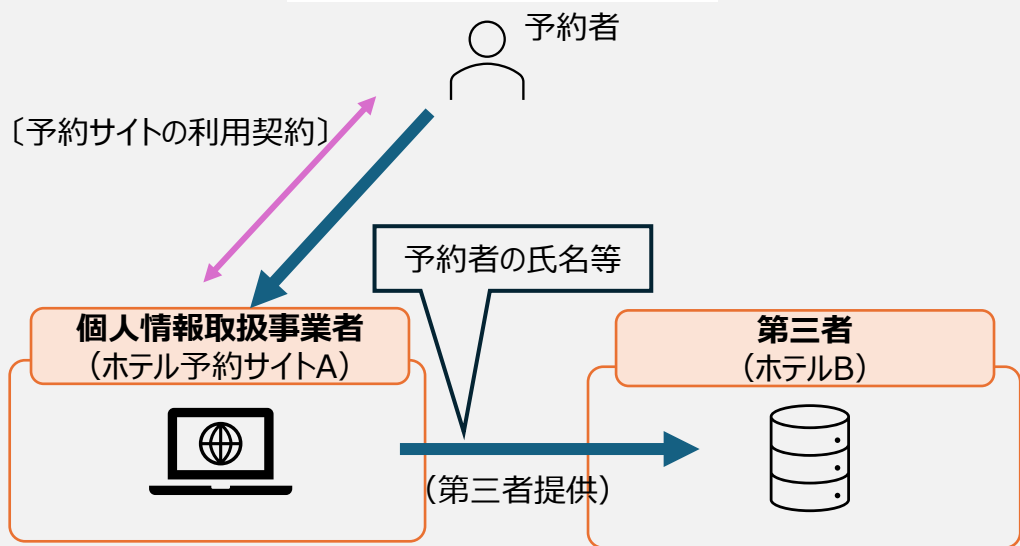 予約者
〔予約サイトの利用契約〕
予約者の氏名等
個人情報取扱事業者
（ホテル予約サイトA）
第三者
（ホテルB）
（第三者提供）